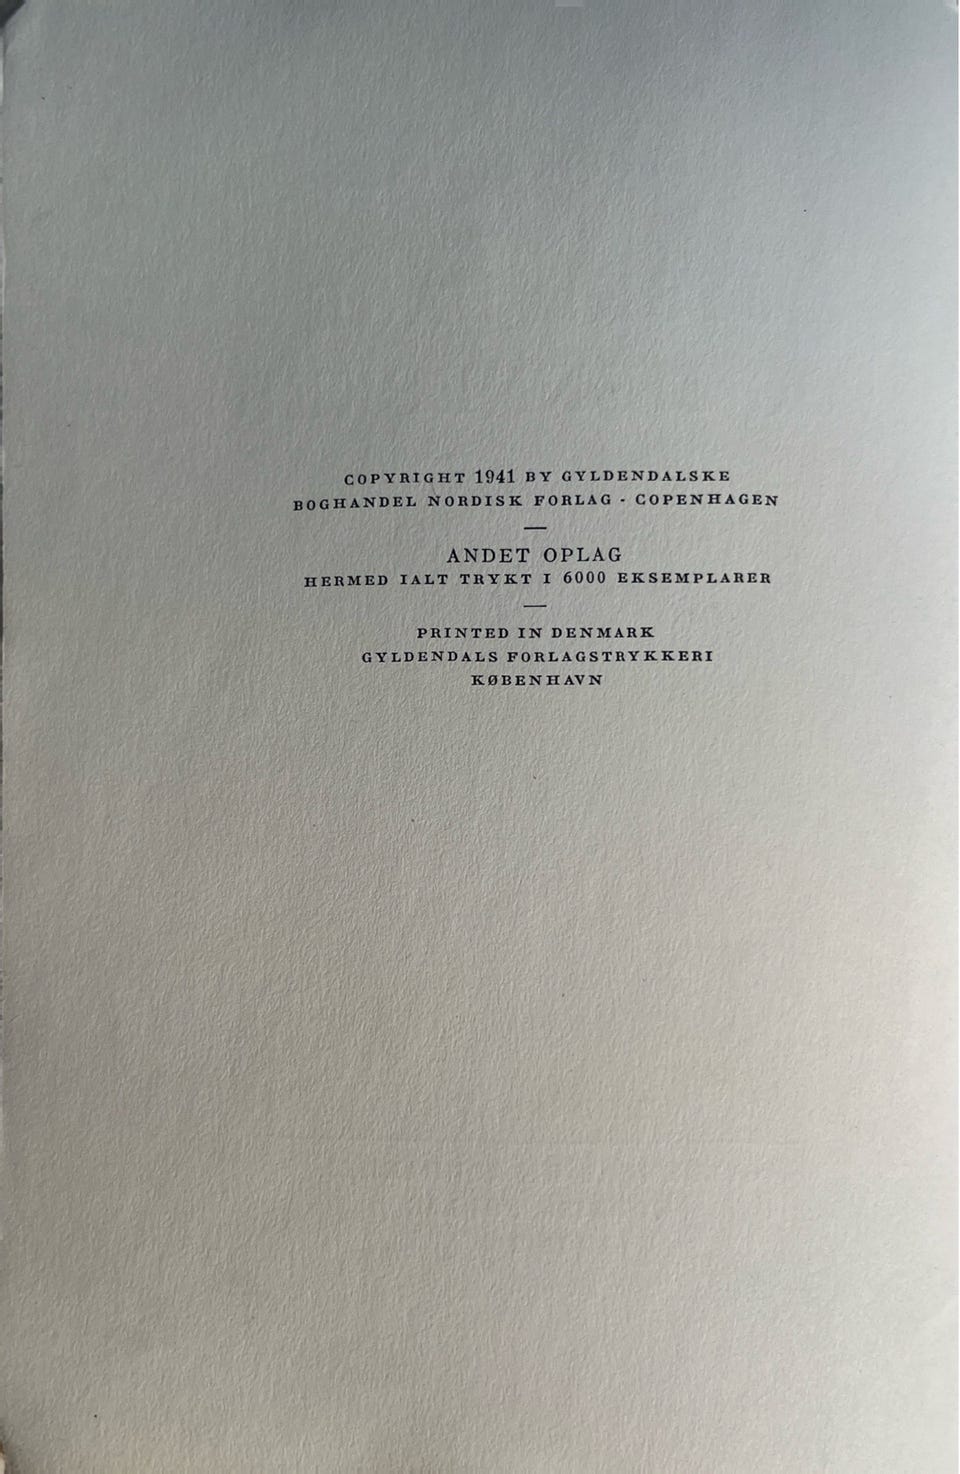 COPYRIGHT 1941 BY GYLDENDALSKE
BOGHANDEL NORDISK FORLAG · COPENHAGEN
ANDET OPLAG
HERMED IALT TRYKT I 6000 EKSEMPLARER
PRINTED IN DENMARK
GYLDENDALS FORLAGSTRYKKERI
KØBENHAVN